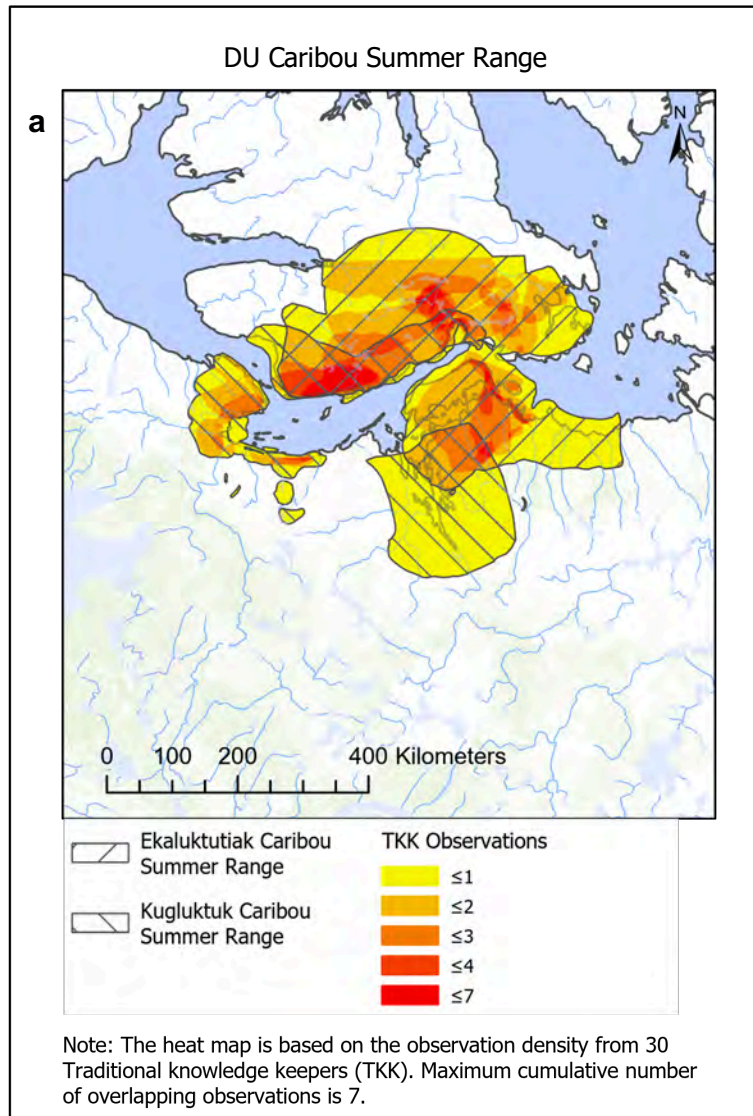 DU Caribou Summer Range
a
N
0 100 200 400 Kilometers
Ekaluktutiak Caribou
Summer Range
Kugluktuk Caribou
Summer Range
TKK Observations
≤1
≤2
≤3
≤4
≤7
Note: The heat map is based on the observation density from 30
Traditional knowledge keepers (TKK). Maximum cumulative number
of overlapping observations is 7.